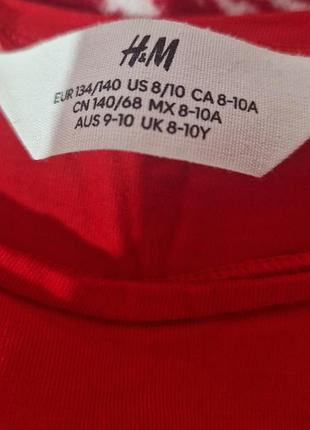 H&M
EUR 134/140 US 8/10 CA 8-10A
CN 140/68 MX 8-10A
AUS 9-10 UK 8-10Y